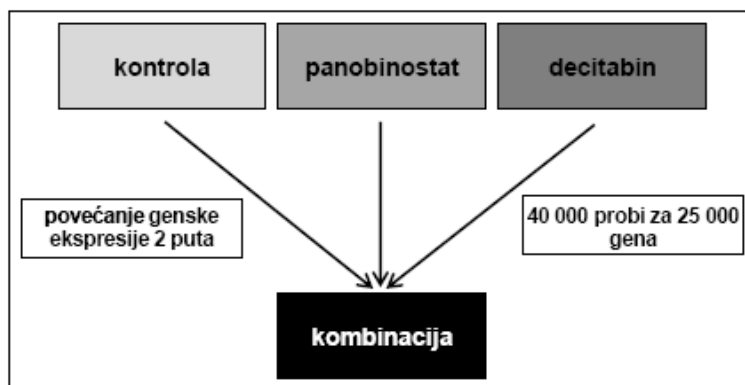 kontrola
panobinostat
decitabin
povećanje genske
ekspresije 2 puta
40 000 probi za 25 000
gena
kombinacija